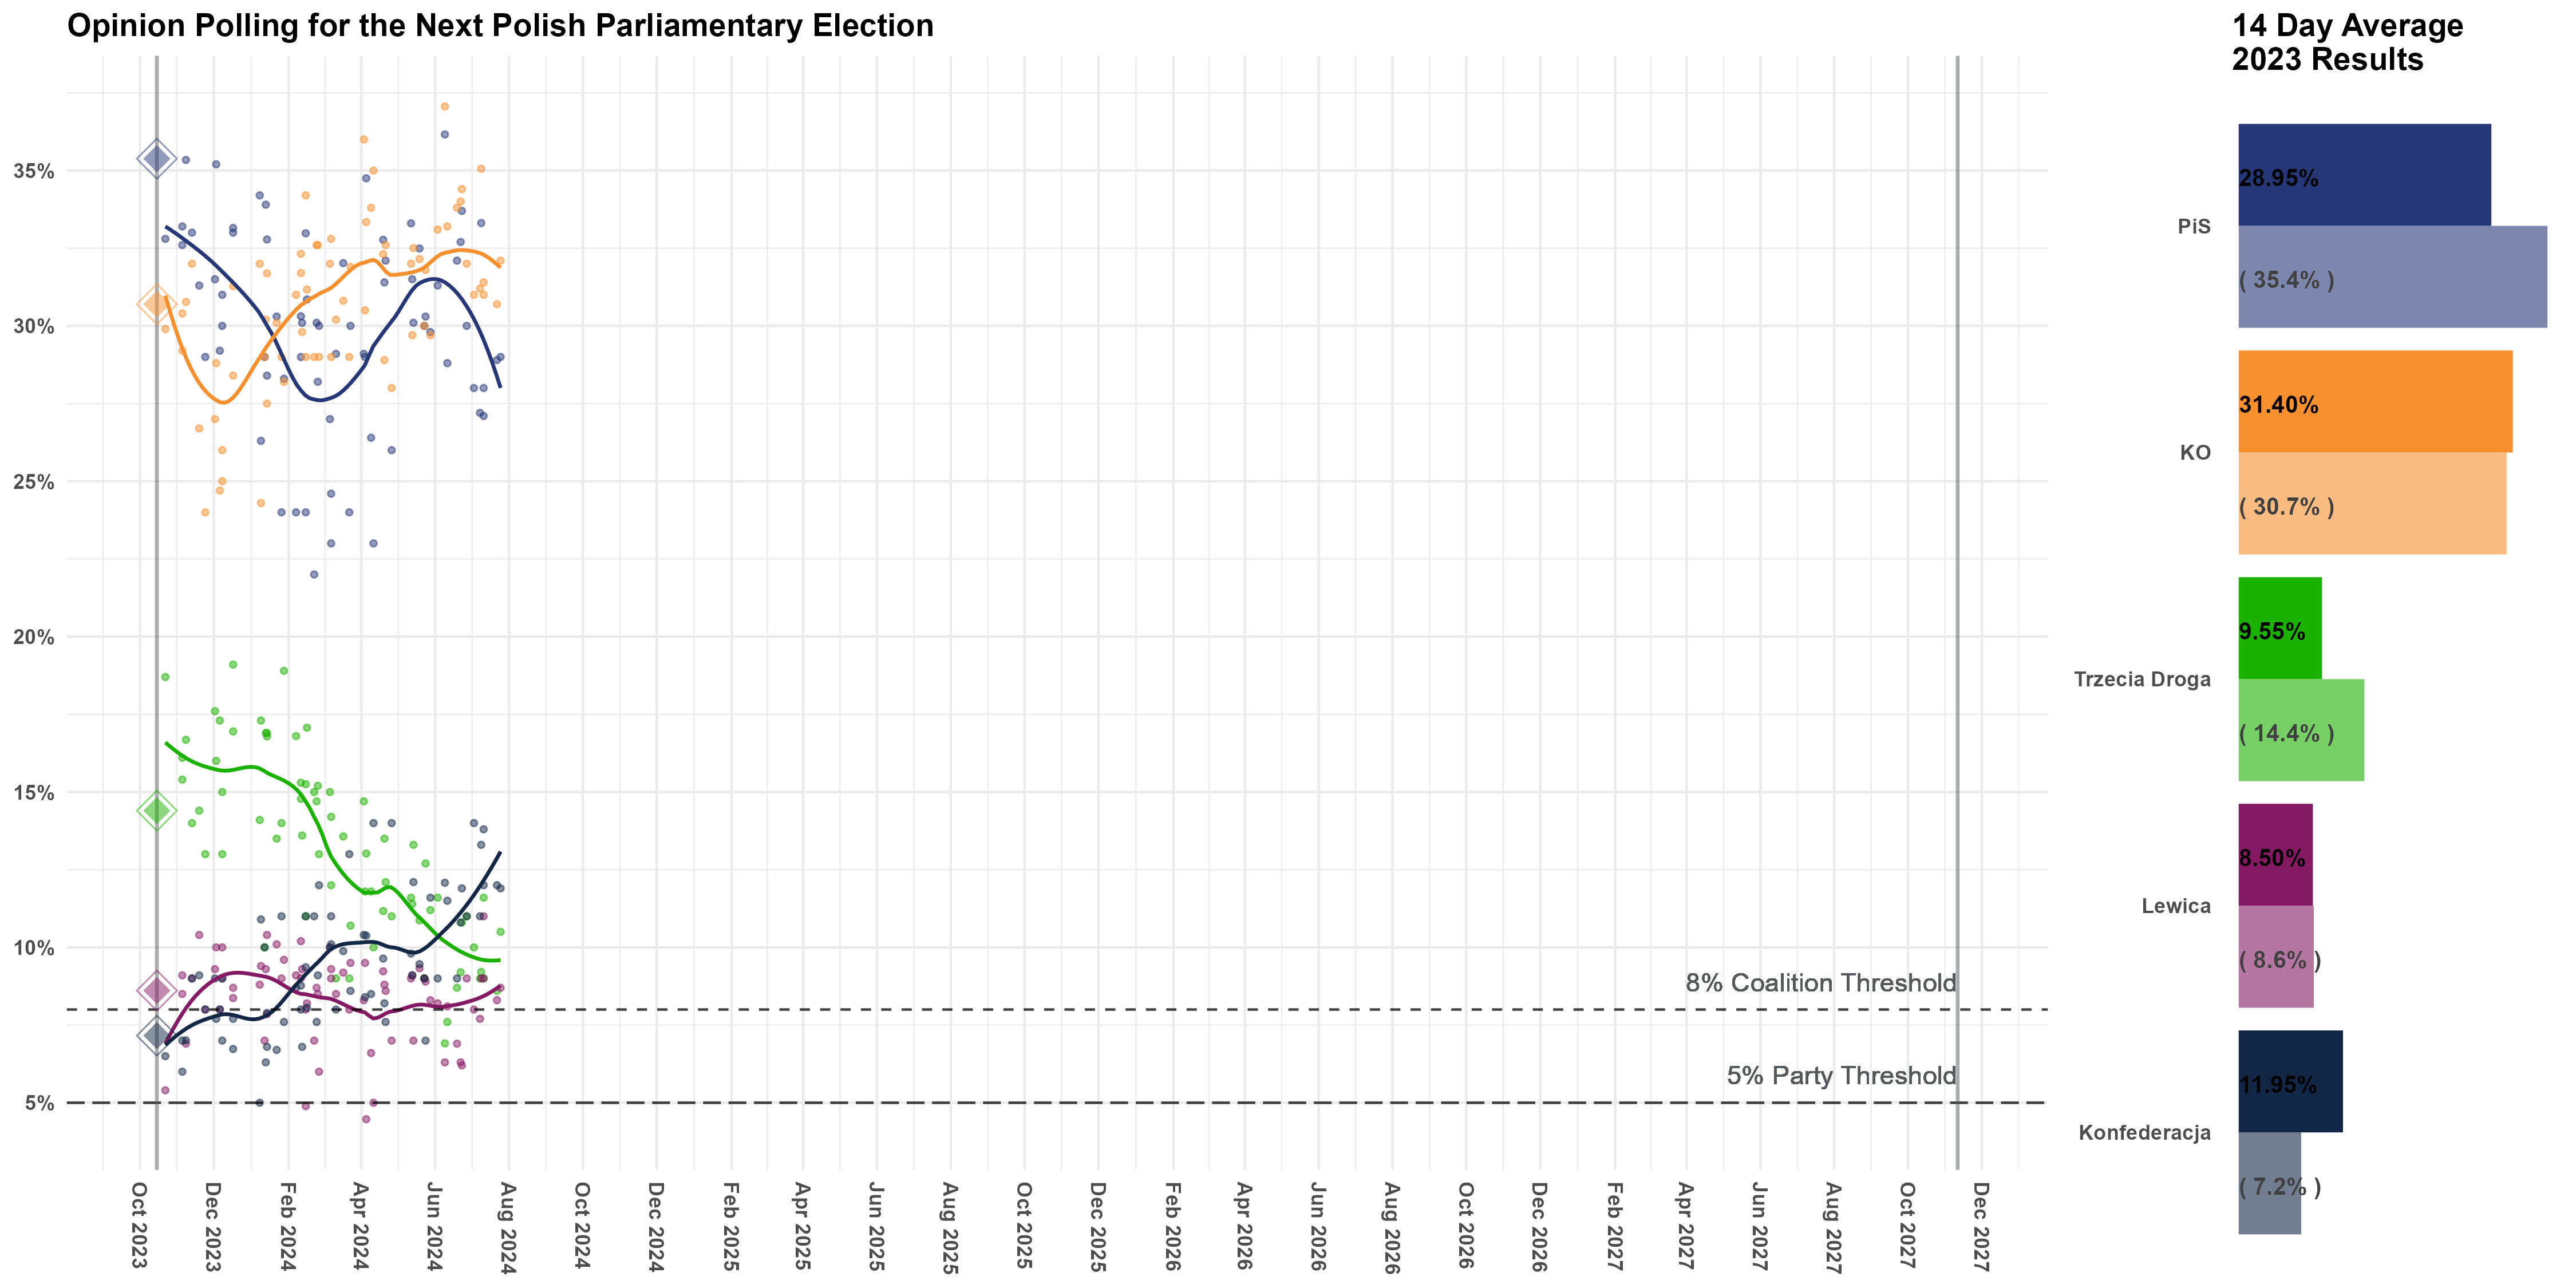 Opinion Polling for the Next Polish Parliamentary Election
14 Day Average
2023 Results
35%
30%
25%
20%
15%
10%
5%
8% Coalition Threshold
5% Party Threshold
Oct 2023
Dec 2023
Feb 2024
Apr 2024
Jun 2024
Aug 2024
Oct 2024
Dec 2024
Feb 2025
Apr 2025
Jun 2025
Aug 2025
Oct 2025
Dec 2025
Feb 2026
Apr 2026
Jun 2026
Aug 2026
Oct 2026
Dec 2026
Feb 2027
Apr 2027
Jun 2027
Aug 2027
Oct 2027
Dec 2027
PiS
28.95%
( 35.4% )
KO
31.40%
( 30.7% )
Trzecia Droga
9.55%
( 14.4% )
Lewica
8.50%
( 8.6% )
Konfederacja
11.95%
( 7.2% )